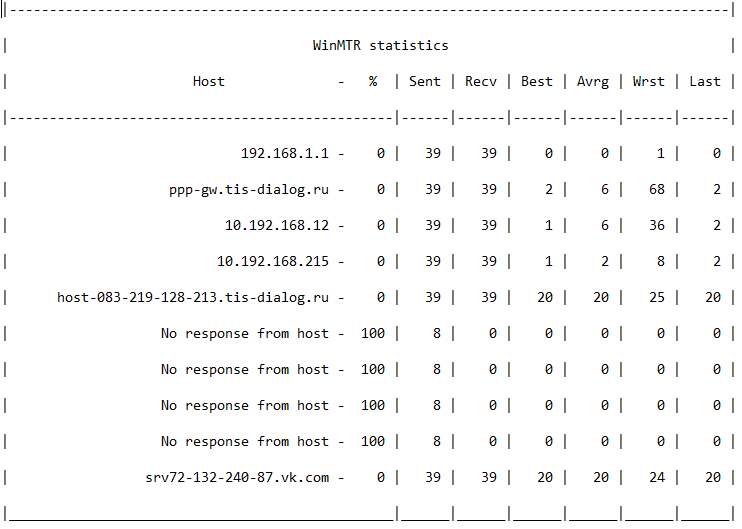 |------------------------------------------------------------------------------------------|
| WinMTR statistics |
| Host - % | Sent | Recv | Best | Avrg | Wrst | Last |
|------------------------------------------------|------|------|------|------|------|------|
| 192.168.1.1 - 0 | 39 | 39 | 0 | 0 | 1 | 0 |
| ppp-gw.tis-dialog.ru - 0 | 39 | 39 | 2 | 6 | 68 | 2 |
| 10.192.168.12 - 0 | 39 | 39 | 1 | 6 | 36 | 2 |
| 10.192.168.215 - 0 | 39 | 39 | 1 | 2 | 8 | 2 |
| host-083-219-128-213.tis-dialog.ru - 0 | 39 | 39 | 20 | 20 | 25 | 20 |
| No response from host - 100 | 8 | 0 | 0 | 0 | 0 | 0 |
| No response from host - 100 | 8 | 0 | 0 | 0 | 0 | 0 |
| No response from host - 100 | 8 | 0 | 0 | 0 | 0 | 0 |
| No response from host - 100 | 8 | 0 | 0 | 0 | 0 | 0 |
| srv72-132-240-87.vk.com - 0 | 39 | 39 | 20 | 20 | 24 | 20 |
|________________________________________________|______|______|______|______|______|______|